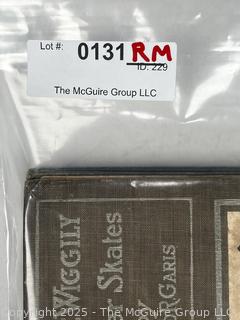 Lot #: 0131 RM
ID: 229
The McGuire Group LLC
WIGGILY
Skates
GARIS
Copyright 2025 - The McGuire Group LLC